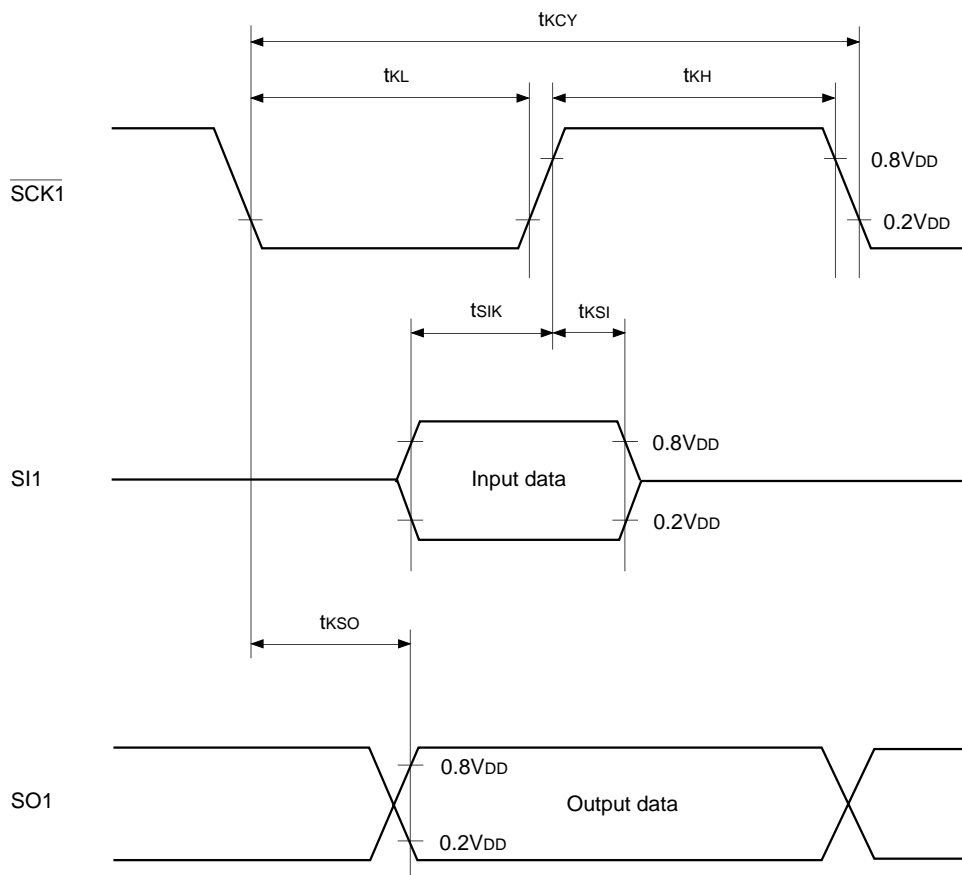 tKCY
tKL
tKH
SCK1
0.8VDD
0.2VDD
tSIK
tKSI
SI1
0.8VDD
Input data
0.2VDD
tKSO
SO1
0.8VDD
Output data
0.2VDD